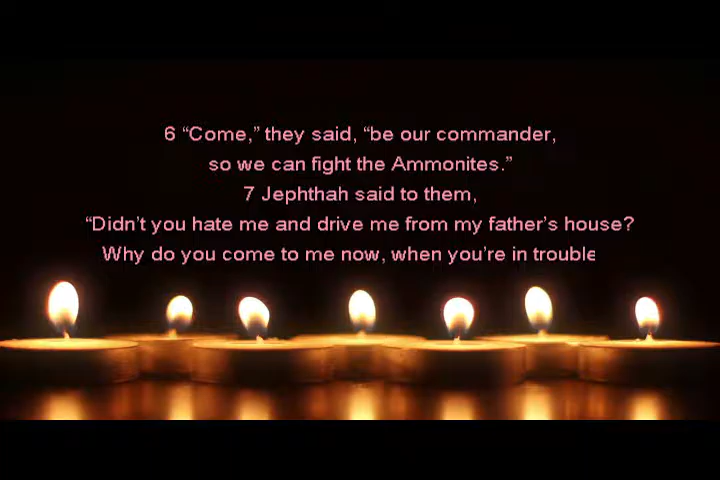 6 “Come,” they said, “be our commander,
so we can fight the Ammonites.”
7 Jephthah said to them,
“Didn’t you hate me and drive me from my father’s house?
Why do you come to me now, when you’re in trouble